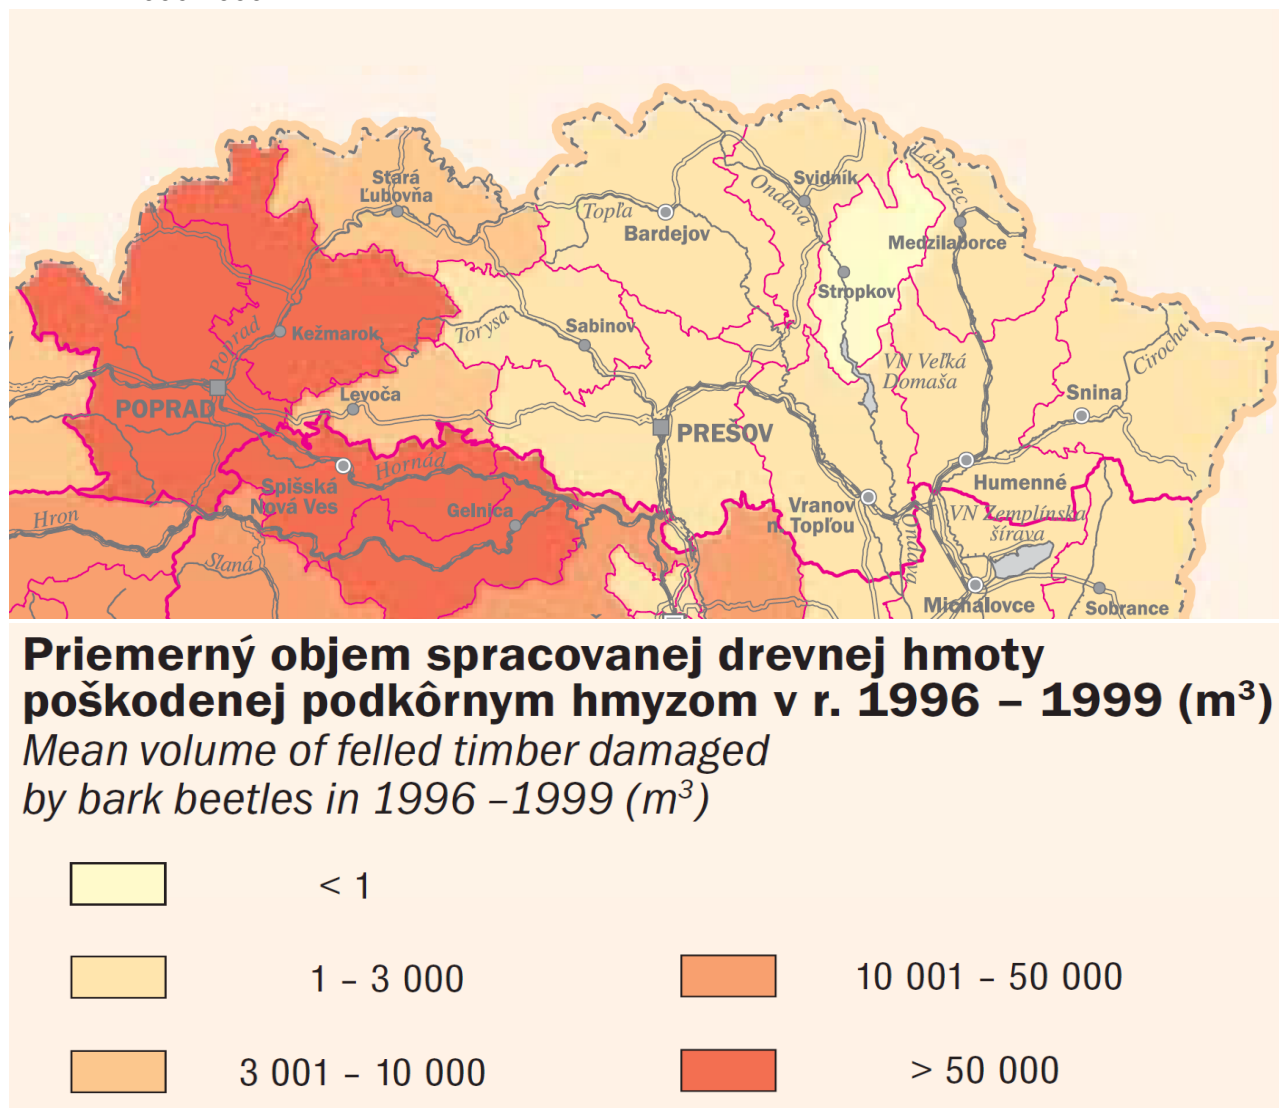 Stará
Ľubovňa
Topľa
Bardejov
Ondava
Svidník
Laborec
Medzilaborce
Stropkov
Poprad
Kežmarok
Torysa
Sabinov
VN Veľká
Domaša
Cirocha
Snina
POPRAD
Levoča
PREŠOV
Hornád
Spišská
Nová Ves
Gelnica
Humenné
Vranov
n. Topľou
VN Zemplínska
šírava
Hron
Slaná
Ondava
Michalovce
Sobrance
Priemerný objem spracovanej drevnej hmoty
poškodenej podkôrnym hmyzom v r. 1996 – 1999 (m³)
Mean volume of felled timber damaged
by bark beetles in 1996 –1999 (m³)
< 1
1 – 3 000
10 001 – 50 000
3 001 – 10 000
> 50 000